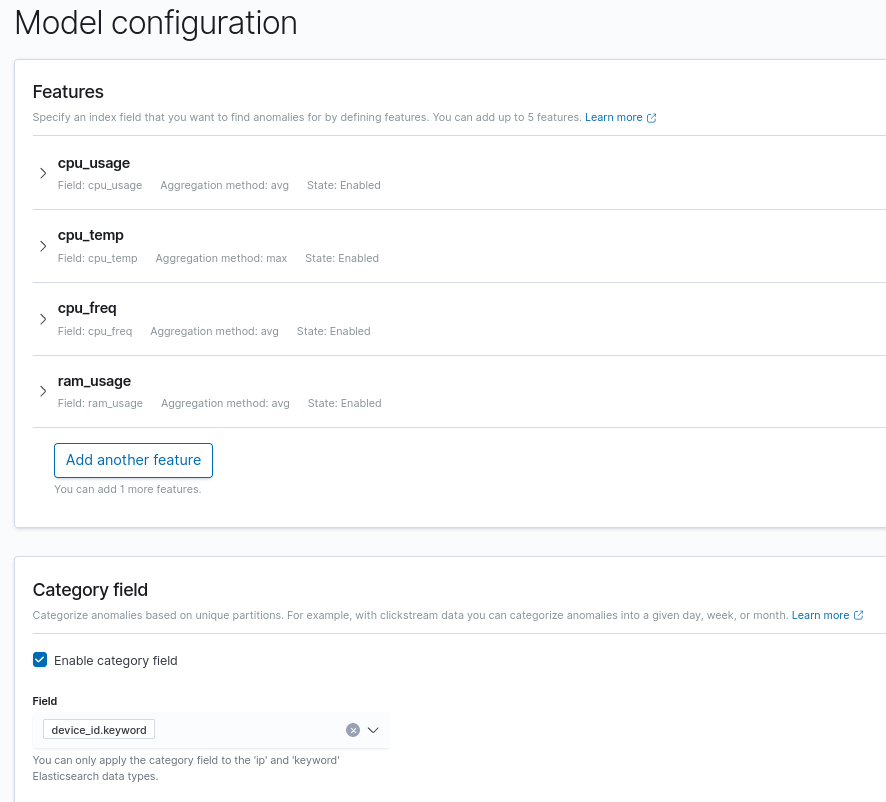 Model configuration
Features
Specify an index field that you want to find anomalies for by defining features. You can add up to 5 features. Learn more
cpu_usage
Field: cpu_usage Aggregation method: avg State: Enabled
cpu_temp
Field: cpu_temp Aggregation method: max State: Enabled
cpu_freq
Field: cpu_freq Aggregation method: avg State: Enabled
ram_usage
Field: ram_usage Aggregation method: avg State: Enabled
Add another feature
You can add 1 more features.
Category field
Categorize anomalies based on unique partitions. For example, with clickstream data you can categorize anomalies into a given day, week, or month. Learn more
Enable category field
Field
device_id.keyword
You can only apply the category field to the 'ip' and 'keyword'
Elasticsearch data types.